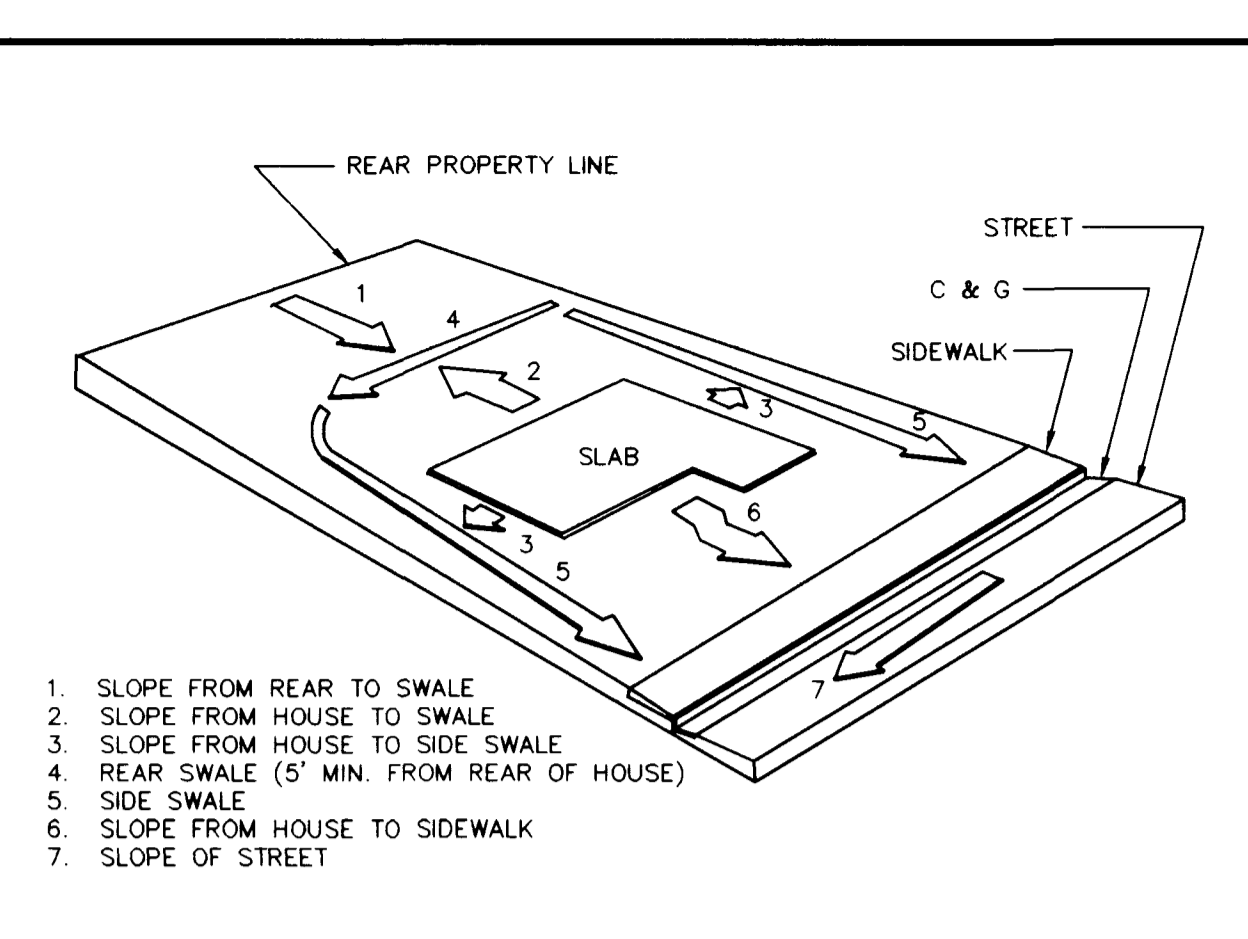 REAR PROPERTY LINE
STREET
C & G
SIDEWALK
1
4
2
3
5
SLAB
6
3
5
7
1. SLOPE FROM REAR TO SWALE
2. SLOPE FROM HOUSE TO SWALE
3. SLOPE FROM HOUSE TO SIDE SWALE
4. REAR SWALE (5' MIN. FROM REAR OF HOUSE)
5. SIDE SWALE
6. SLOPE FROM HOUSE TO SIDEWALK
7. SLOPE OF STREET